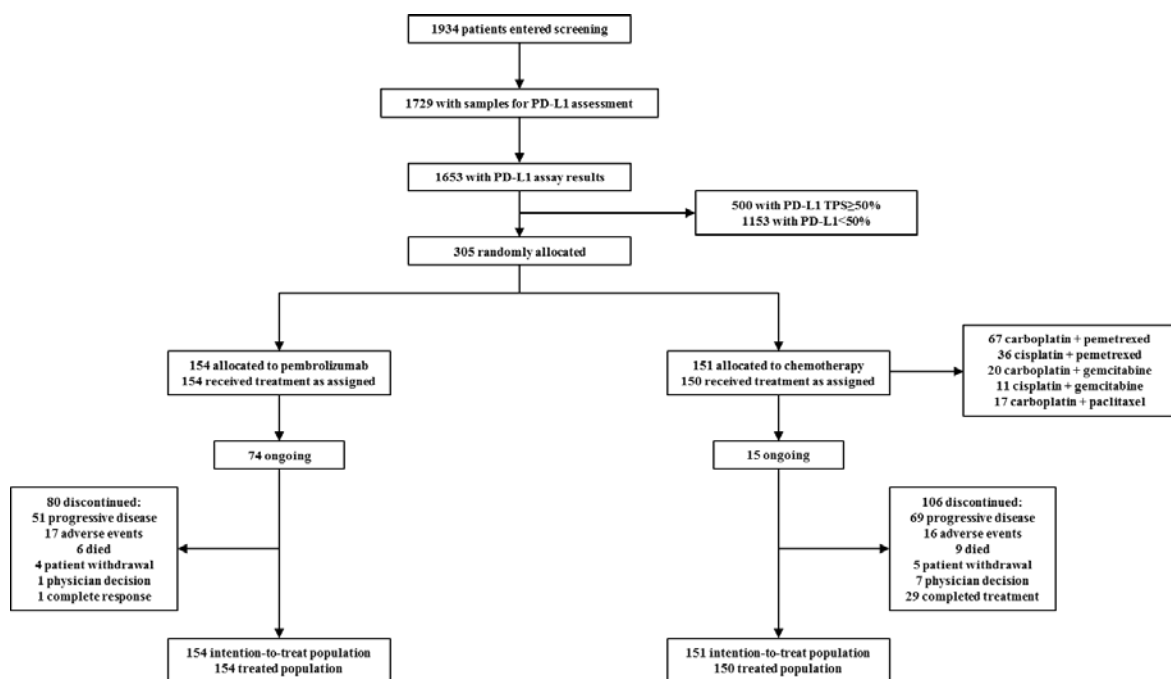 1934 patients entered screening
1729 with samples for PD-L1 assessment
1653 with PD-L1 assay results
500 with PD-L1 TPS≥50%
1153 with PD-L1<50%
305 randomly allocated
154 allocated to pembrolizumab
154 received treatment as assigned
151 allocated to chemotherapy
150 received treatment as assigned
67 carboplatin + pemetrexed
36 cisplatin + pemetrexed
20 carboplatin + gemcitabine
11 cisplatin + gemcitabine
17 carboplatin + paclitaxel
74 ongoing
15 ongoing
80 discontinued:
51 progressive disease
17 adverse events
6 died
4 patient withdrawal
1 physician decision
1 complete response
106 discontinued:
69 progressive disease
16 adverse events
9 died
5 patient withdrawal
7 physician decision
29 completed treatment
154 intention-to-treat population
154 treated population
151 intention-to-treat population
150 treated population